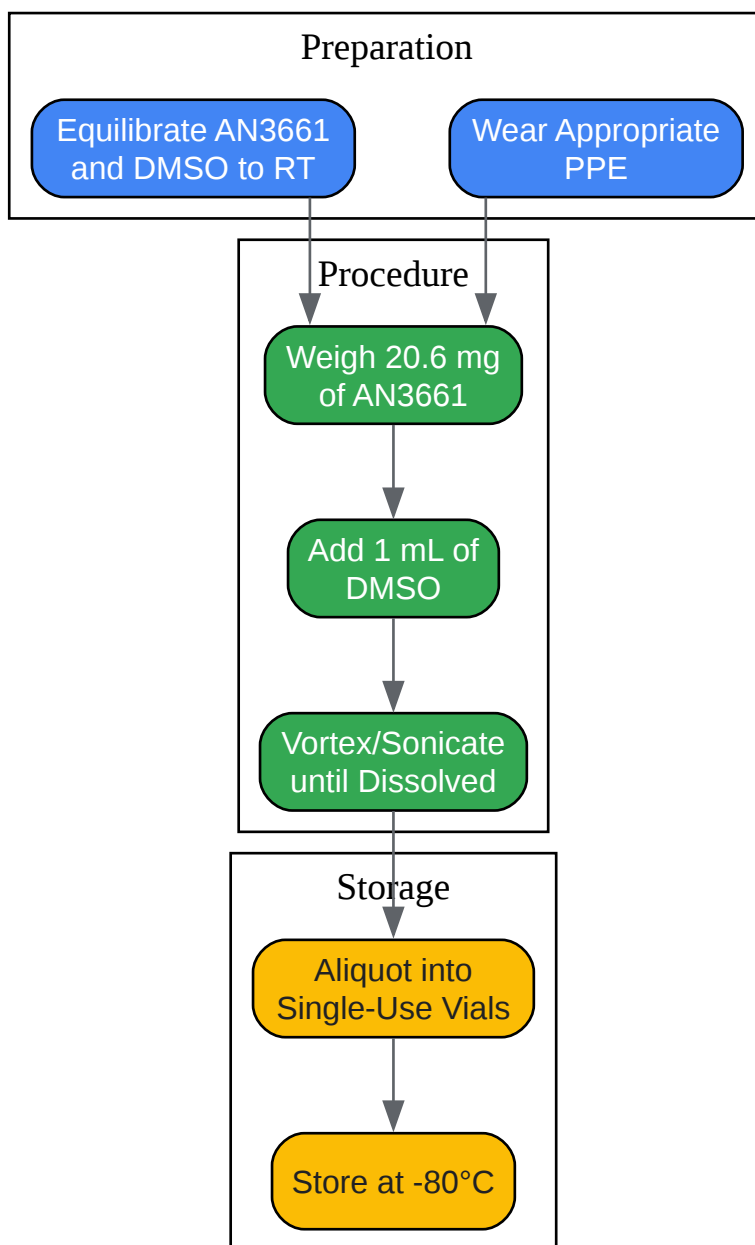 Preparation
Equilibrate AN3661
and DMSO to RT
Wear Appropriate
PPE
Procedure
Weigh 20.6 mg
of AN3661
Add 1 mL of
DMSO
Vortex/Sonicate
until Dissolved
Storage
Aliquot into
Single-Use Vials
Store at -80°C